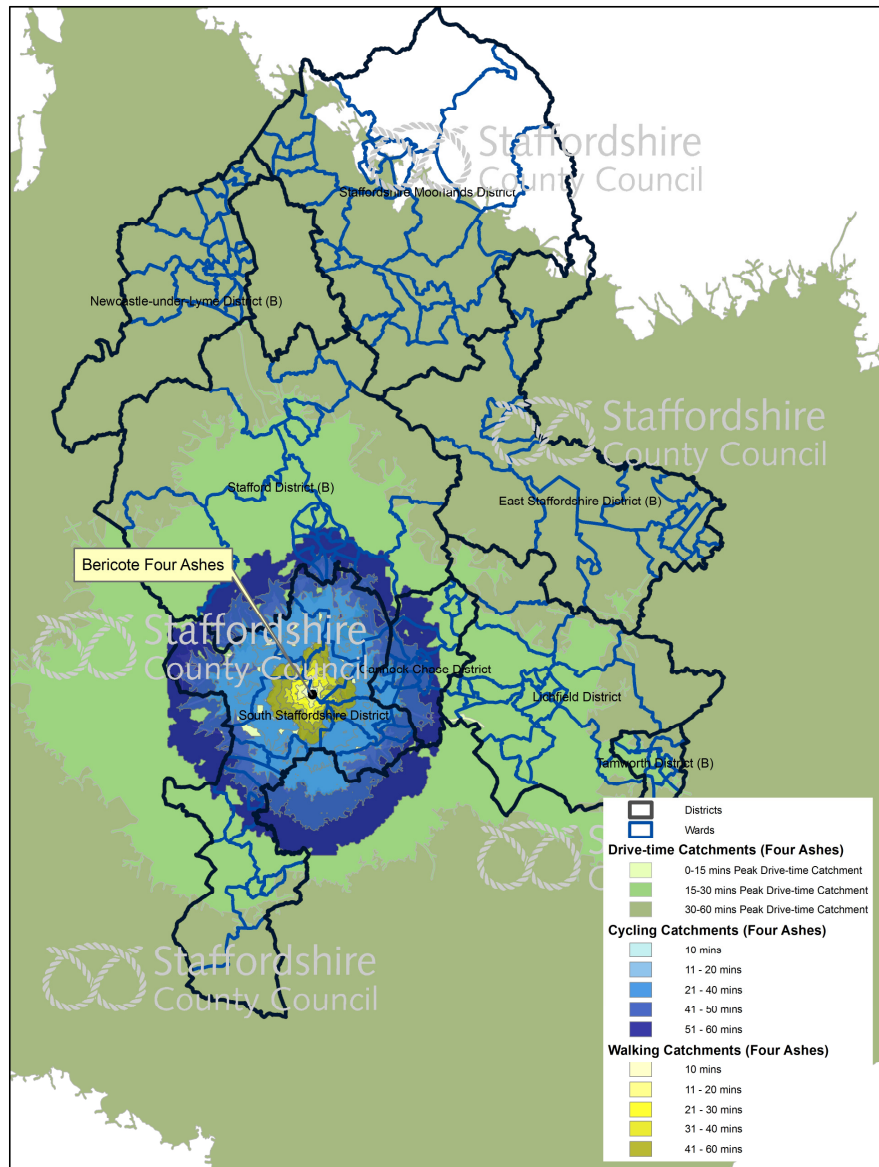 Staffordshire
County Council
Staffordshire Moorlands District
Newcastle-under-Lyme District (B)
Staffordshire
County Council
Stafford District (B)
East Staffordshire District (B)
Bericote Four Ashes
Staffordshire
County Council
Cannock Chase District
Lichfield District
South Staffordshire District
Tamworth District (B)
Staffordshire
County Council
Districts
Wards
Drive-time Catchments (Four Ashes)
0-15 mins Peak Drive-time Catchment
15-30 mins Peak Drive-time Catchment
30-60 mins Peak Drive-time Catchment
Cycling Catchments (Four Ashes)
10 mins
11 - 20 mins
21 - 40 mins
41 - 50 mins
51 - 60 mins
Walking Catchments (Four Ashes)
10 mins
11 - 20 mins
21 - 30 mins
31 - 40 mins
41 - 60 mins